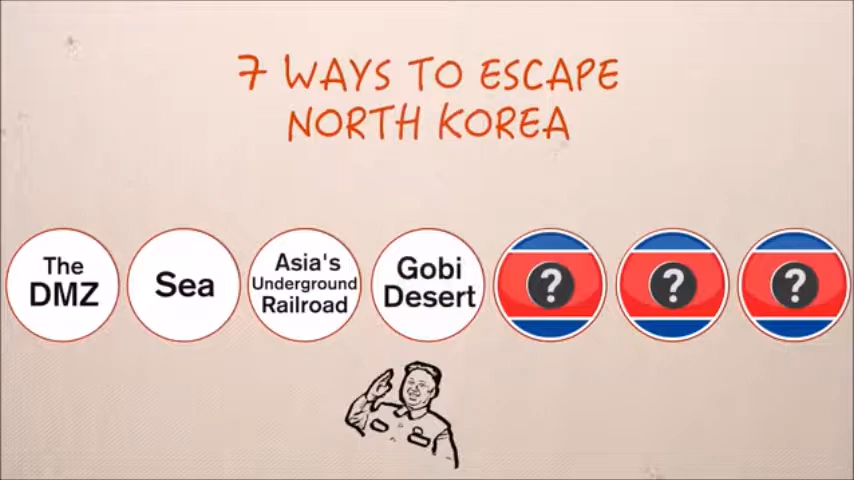 7 WAYS TO ESCAPE
NORTH KOREA
The
DMZ
Sea
Asia's
Underground
Railroad
Gobi
Desert
?
?
?